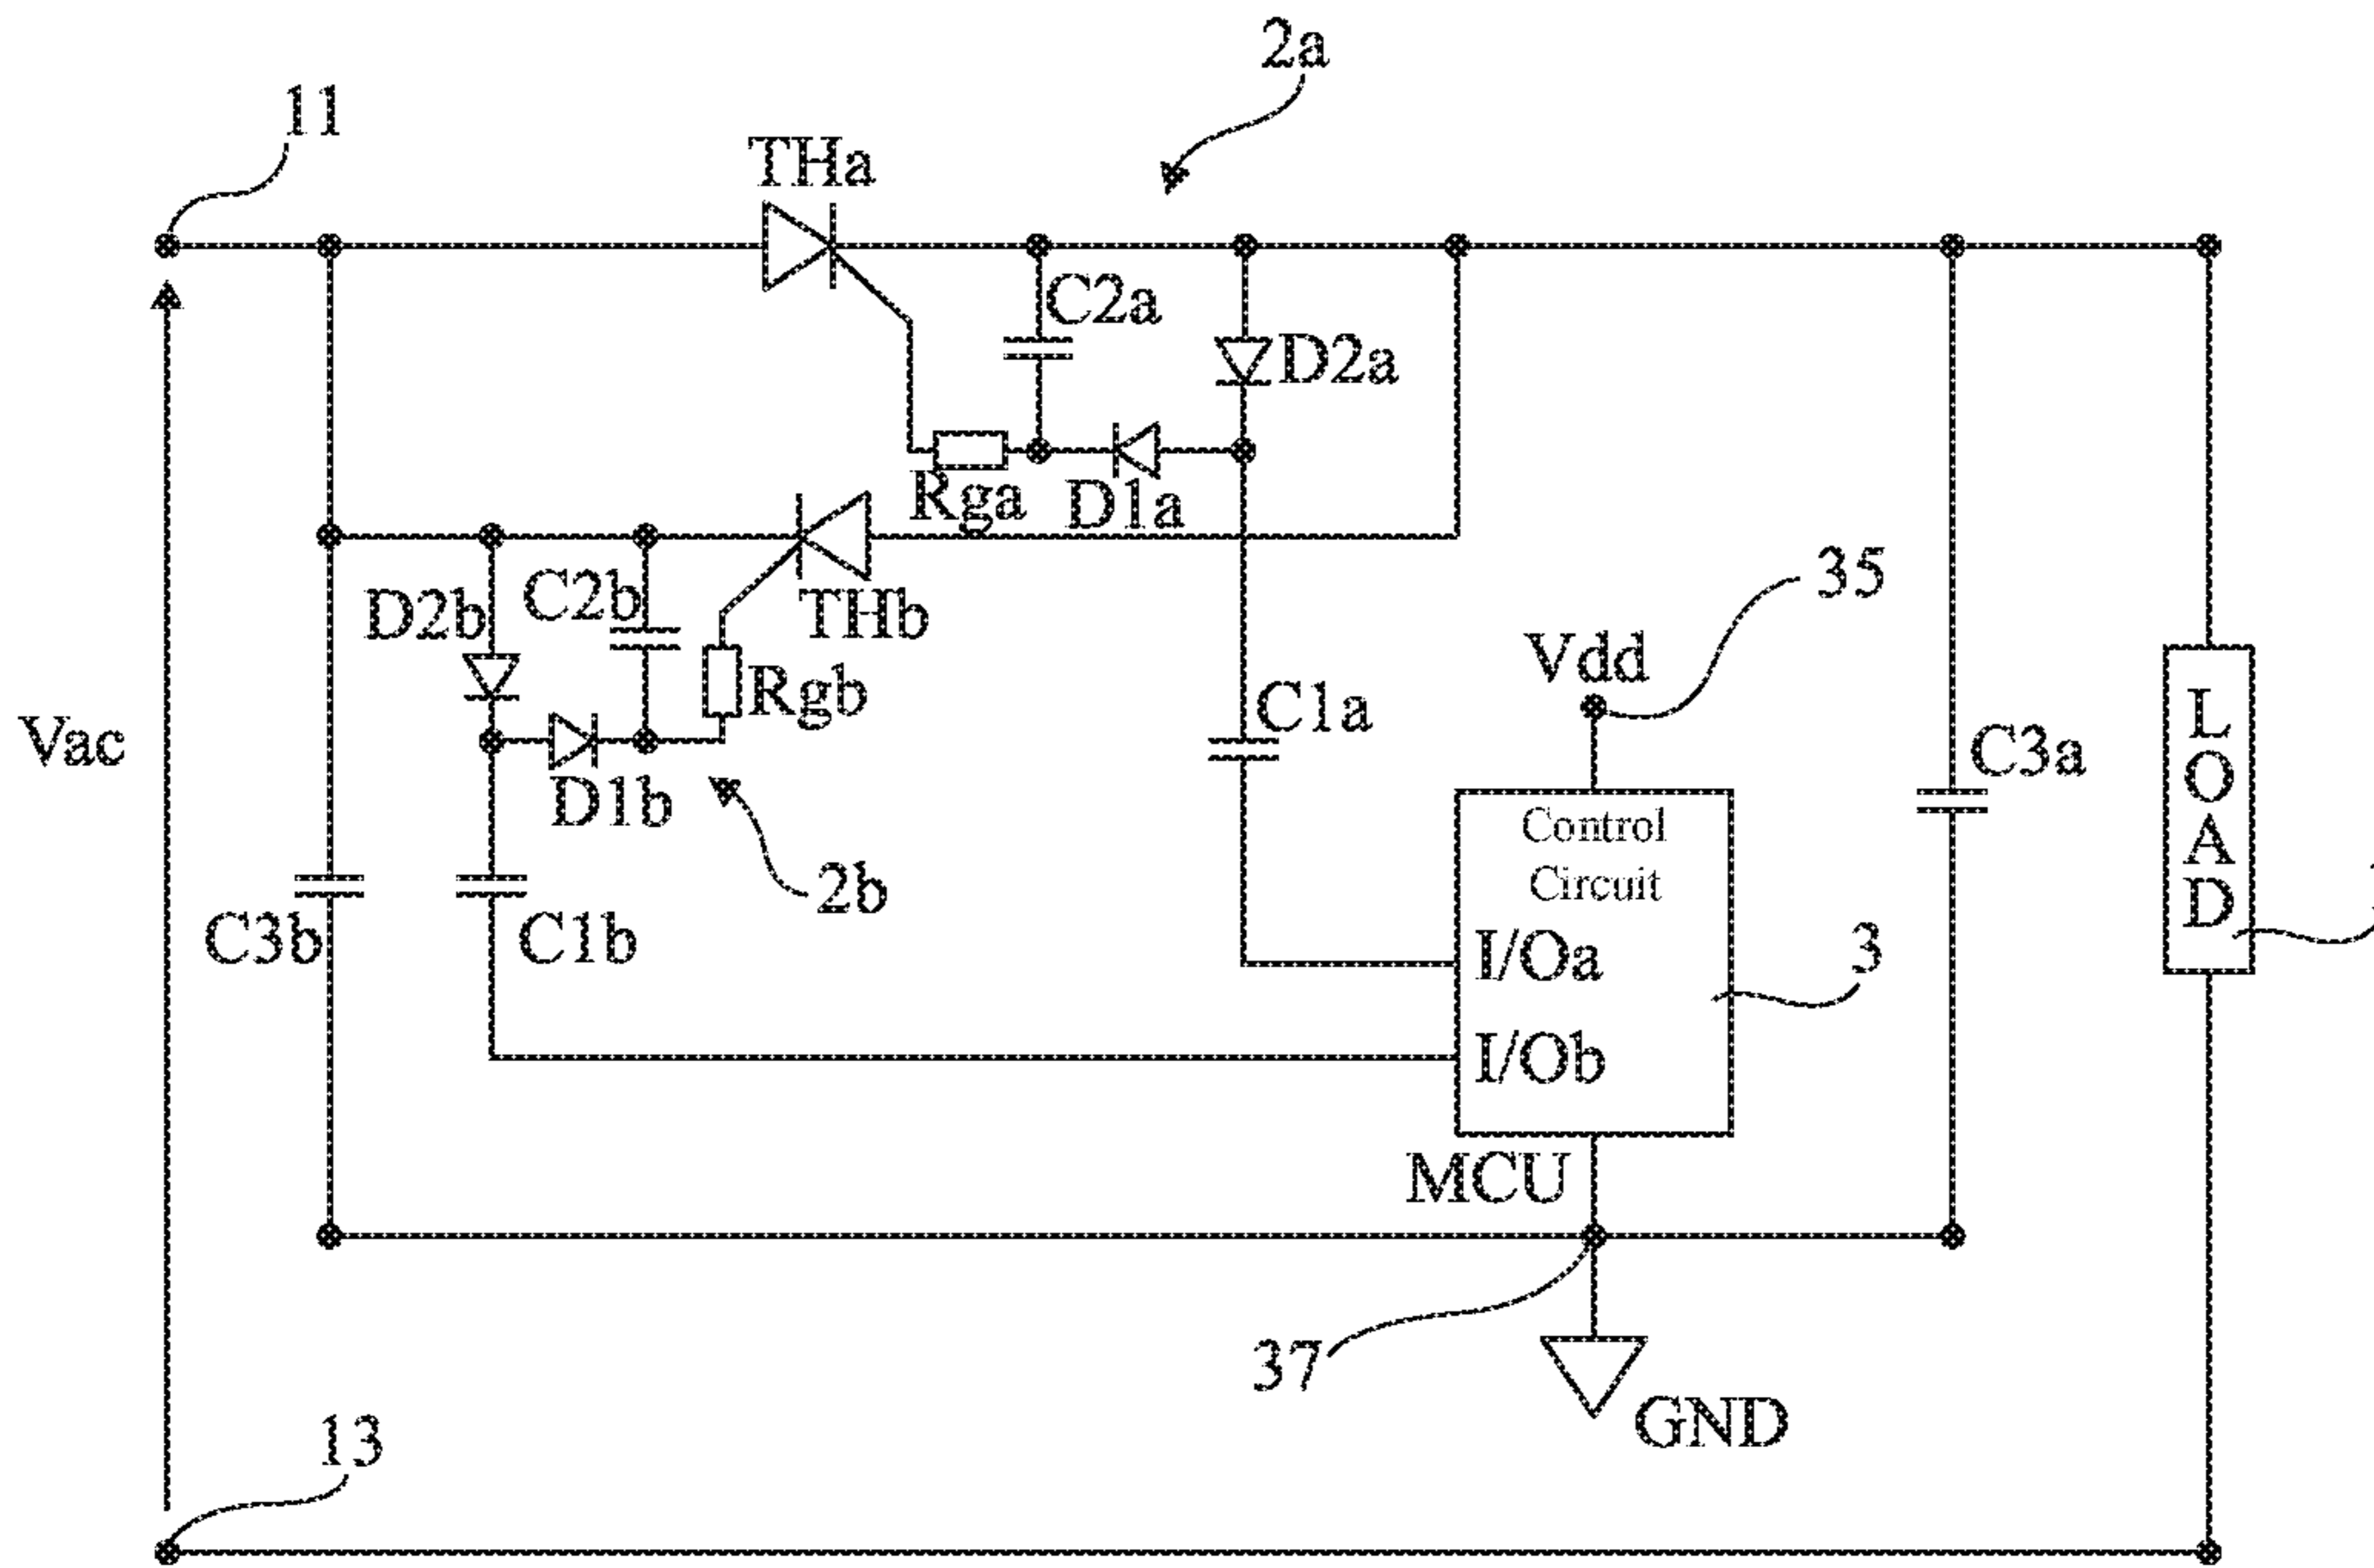 2a
11
THa
C2a
D2a
Rga
D1a
35
D2b
C2b
THb
Vdd
Rgb
C1a
Vac
C3a
LOAD
D1b
Control
Circuit
2b
C3b
C1b
I/Oa
3
I/Ob
MCU
37
GND
13